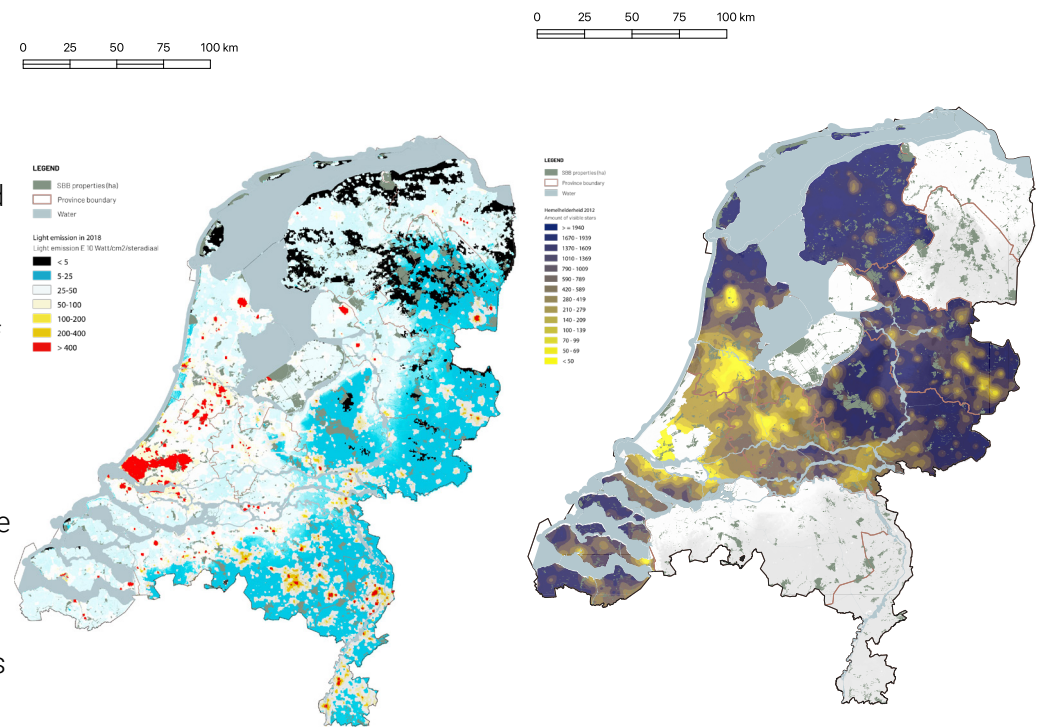 0 25 50 75 100 km
LEGEND
SBB properties(ha)
Province boundary
Water
Light emission in 2018
Light emission E.10 Watt/cm2/steradiaal
< 5
5-25
25-50
50-100
100-200
200-400
> 400
0 25 50 75 100 km
LEGEND
SBB properties(ha)
Province boundary
Water
Hemelhelderheid 2012
Amount of visible stars
> = 1940
1670 - 1939
1370 - 1609
1010 - 1369
790 - 1009
590 - 789
420 - 589
280 - 419
210 - 279
140 - 209
100 - 139
70 - 99
50 - 69
< 50